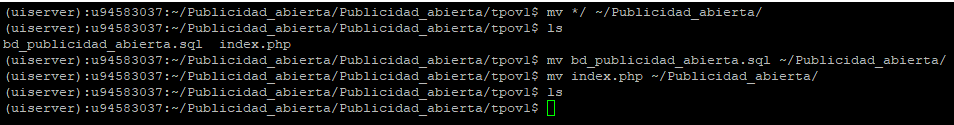 (uiserver):u94583037:~/Publicidad_abierta/Publicidad_abierta/tpov1$ mv */ ~/Publicidad_abierta/
(uiserver):u94583037:~/Publicidad_abierta/Publicidad_abierta/tpov1$ ls
bd_publicidad_abierta.sql  index.php
(uiserver):u94583037:~/Publicidad_abierta/Publicidad_abierta/tpov1$ mv bd_publicidad_abierta.sql ~/Publicidad_abierta/
(uiserver):u94583037:~/Publicidad_abierta/Publicidad_abierta/tpov1$ mv index.php ~/Publicidad_abierta/
(uiserver):u94583037:~/Publicidad_abierta/Publicidad_abierta/tpov1$ ls
(uiserver):u94583037:~/Publicidad_abierta/Publicidad_abierta/tpov1$